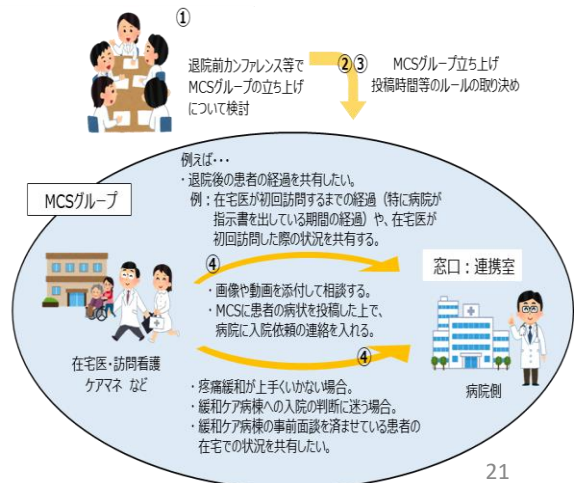 ①
退院前カンファレンス等で
MCSグループの立ち上げ
について検討
②③
MCSグループ立ち上げ
投稿時間等のルールの取り決め
例えば･･･
・退院後の患者の経過を共有したい。
例：在宅医が初回訪問するまでの経過（特に病院が
指示書を出している期間の経過）や、在宅医が
初回訪問した際の状況を共有する。
MCSグループ
④
窓口：連携室
・画像や動画を添付して相談する。
・MCSに患者の病状を投稿した上で、
病院に入院依頼の連絡を入れる。
在宅医・訪問看護
ケアマネ など
④
病院側
・疼痛緩和が上手くいかない場合。
・緩和ケア病棟への入院の判断に迷う場合。
・緩和ケア病棟の事前面談を済ませている患者の
在宅での状況を共有したい。
21